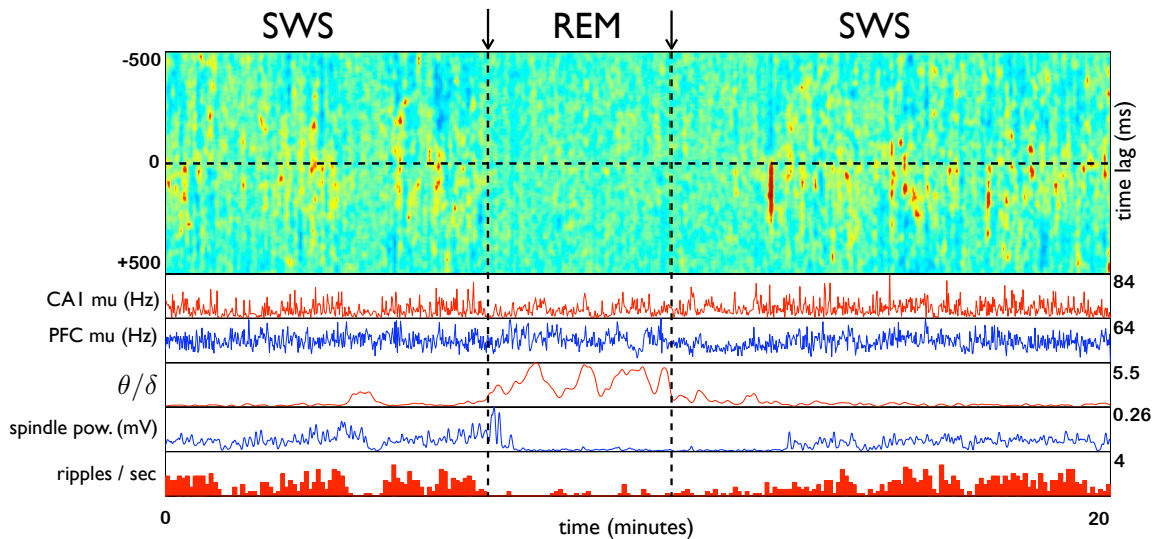 SWS REM SWS
-500
0
+500
time lag (ms)
CA1 mu (Hz) 84
PFC mu (Hz) 64
θ/δ 5.5
spindle pow. (mV) 0.26
ripples / sec 4
0 time (minutes) 20